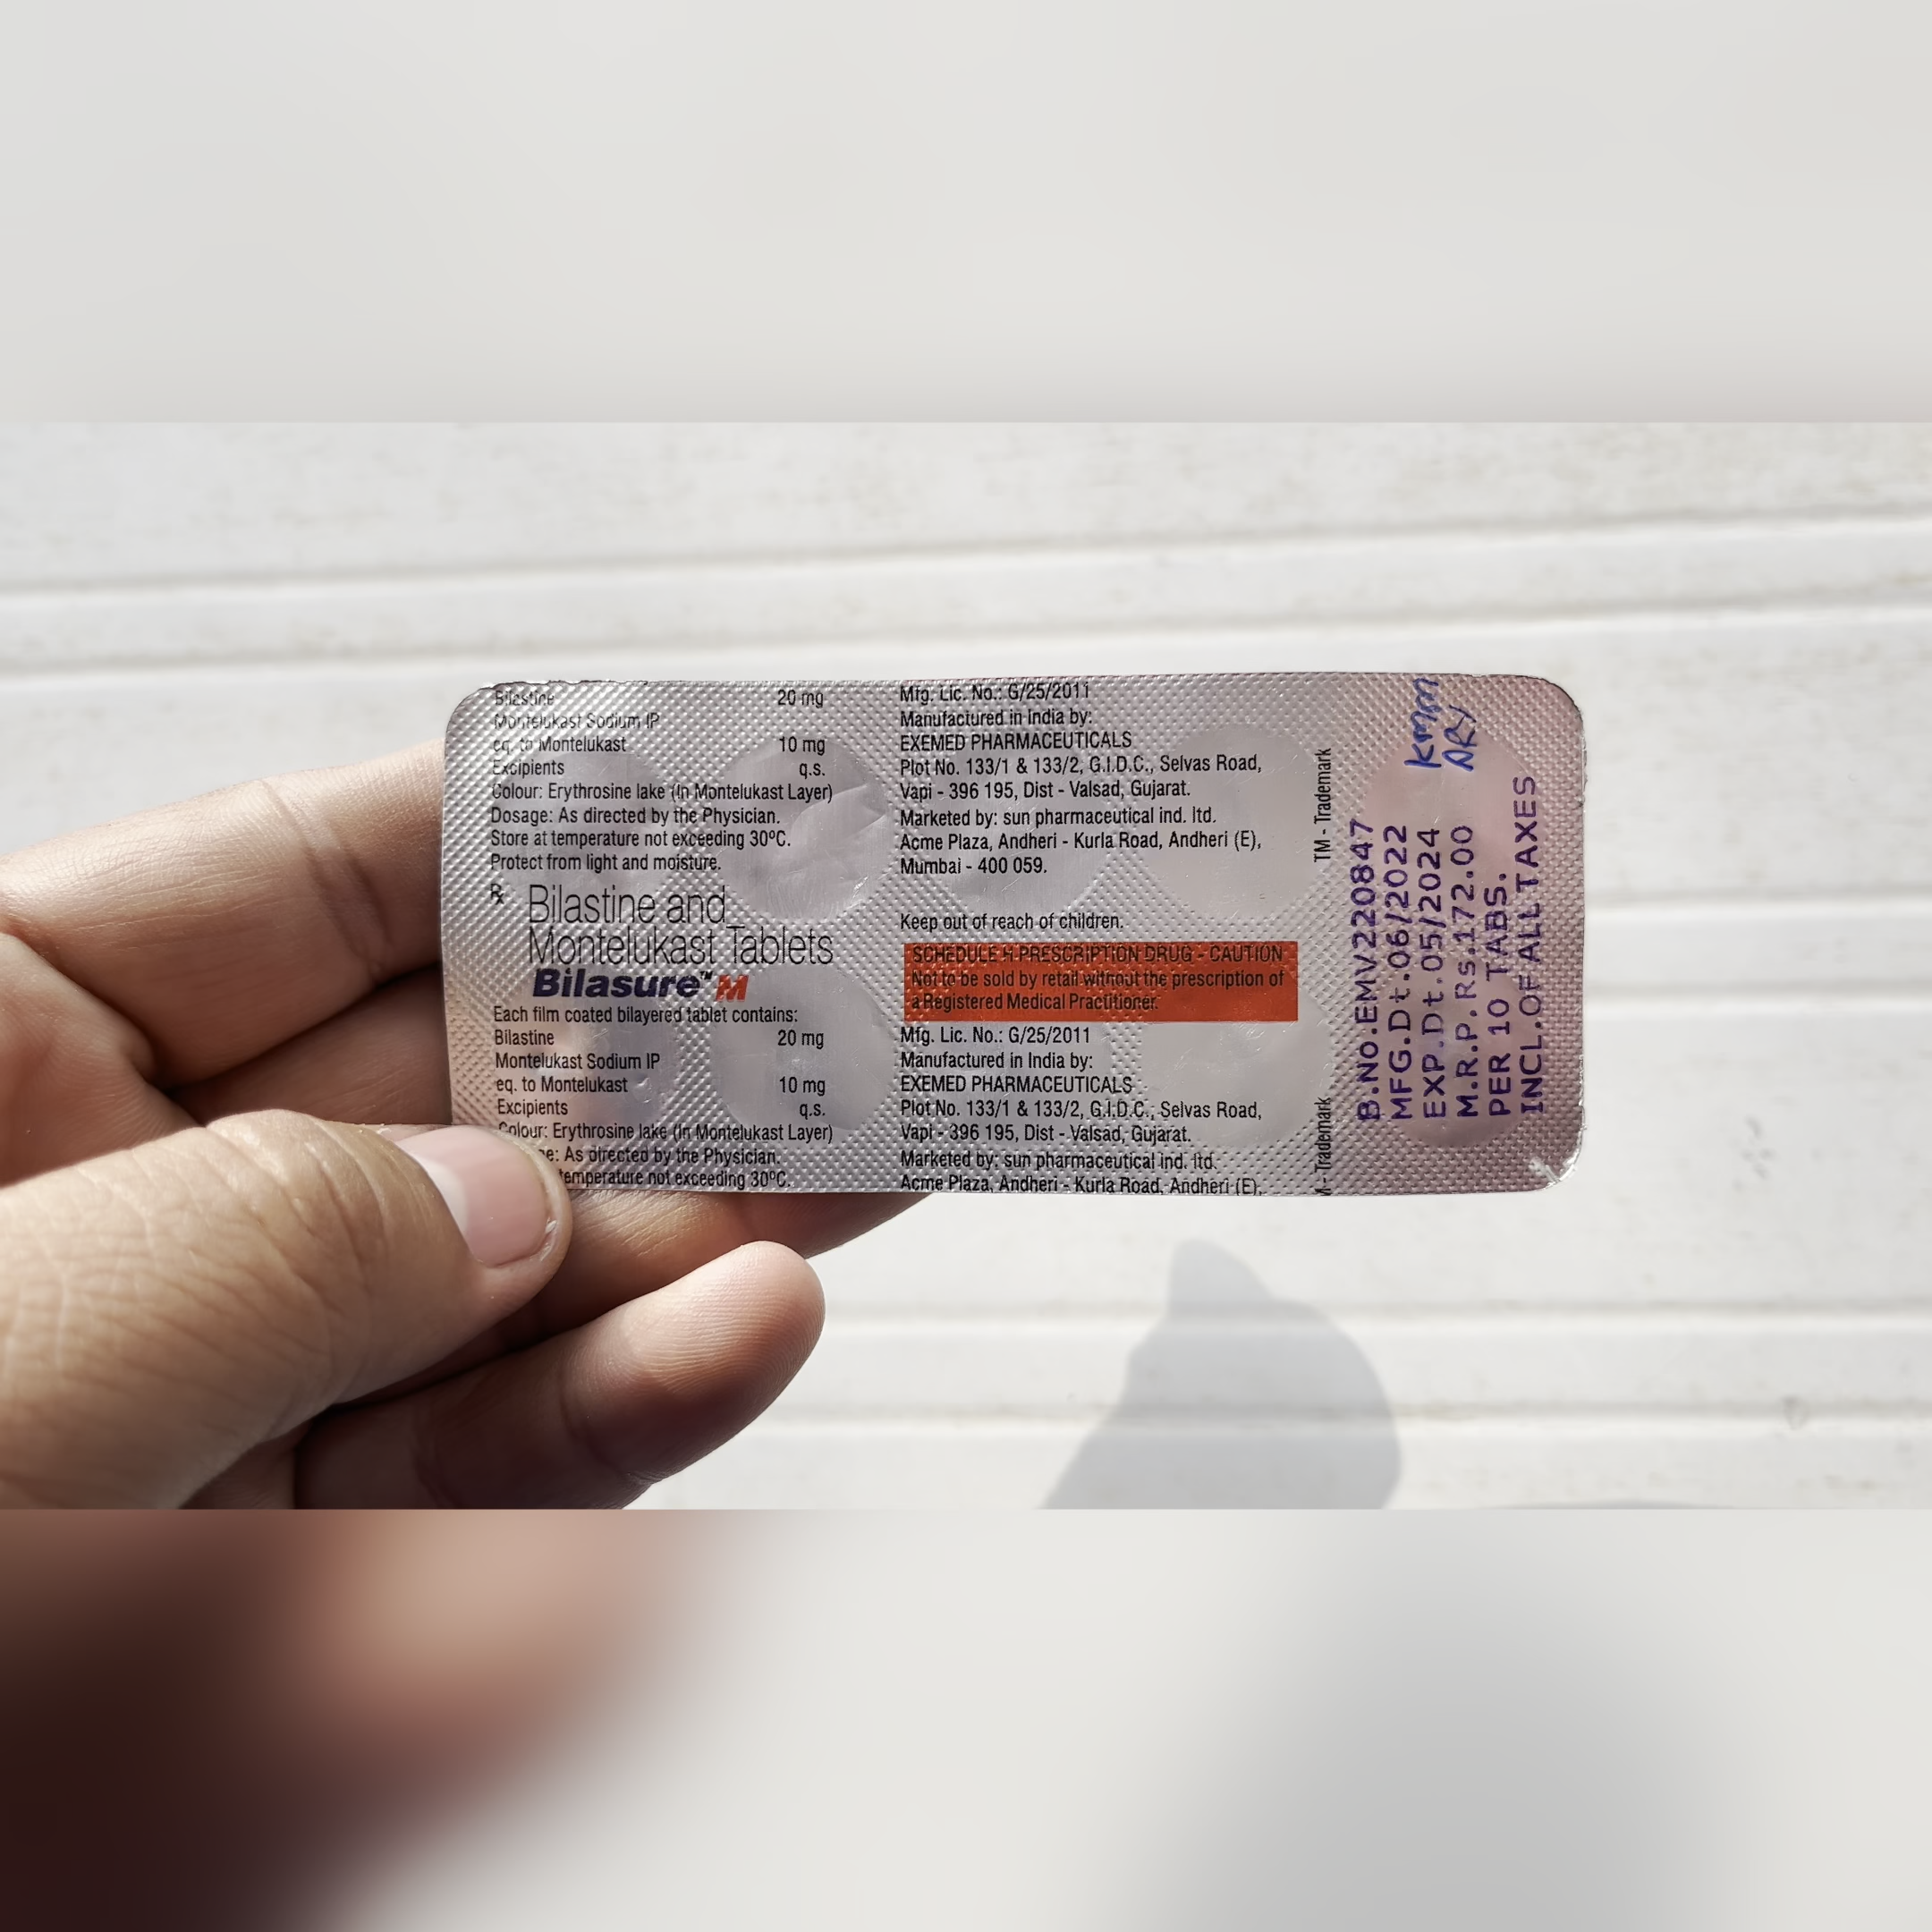 Bilastine 20 mg
Montelukast Sodium IP
eq. to Montelukast 10 mg
Excipients q.s.
Colour: Erythrosine lake (In Montelukast Layer)
Dosage: As directed by the Physician.
Store at temperature not exceeding 30ºC.
Protect from light and moisture.
Rx Bilastine and
Montelukast Tablets
Bilasure™ M
Each film coated bilayered tablet contains:
Bilastine 20 mg
Montelukast Sodium IP
eq. to Montelukast 10 mg
Excipients q.s.
Colour: Erythrosine lake (In Montelukast Layer)
As directed by the Physician.
temperature not exceeding 30ºC.
Mfg. Lic. No.: G/25/2011
Manufactured in India by:
EXEMED PHARMACEUTICALS
Plot No. 133/1 & 133/2, G.I.D.C., Selvas Road,
Vapi - 396 195, Dist - Valsad, Gujarat.
Marketed by: sun pharmaceutical ind. ltd.
Acme Plaza, Andheri - Kurla Road, Andheri (E),
Mumbai - 400 059.
Keep out of reach of children.
SCHEDULE H PRESCRIPTION DRUG - CAUTION
Not to be sold by retail without the prescription of
a Registered Medical Practitioner.
Mfg. Lic. No.: G/25/2011
Manufactured in India by:
EXEMED PHARMACEUTICALS
Plot No. 133/1 & 133/2, G.I.D.C., Selvas Road,
Vapi - 396 195, Dist - Valsad, Gujarat.
Marketed by: sun pharmaceutical ind. ltd.
Acme Plaza, Andheri - Kurla Road, Andheri (E),
TM - Trademark
- Trademark
B.No.EMV220847
MFG.Dt.06/2022
EXP.Dt.05/2024
M.R.P.Rs.172.00
PER 10 TABS.
INCL.OF ALL TAXES